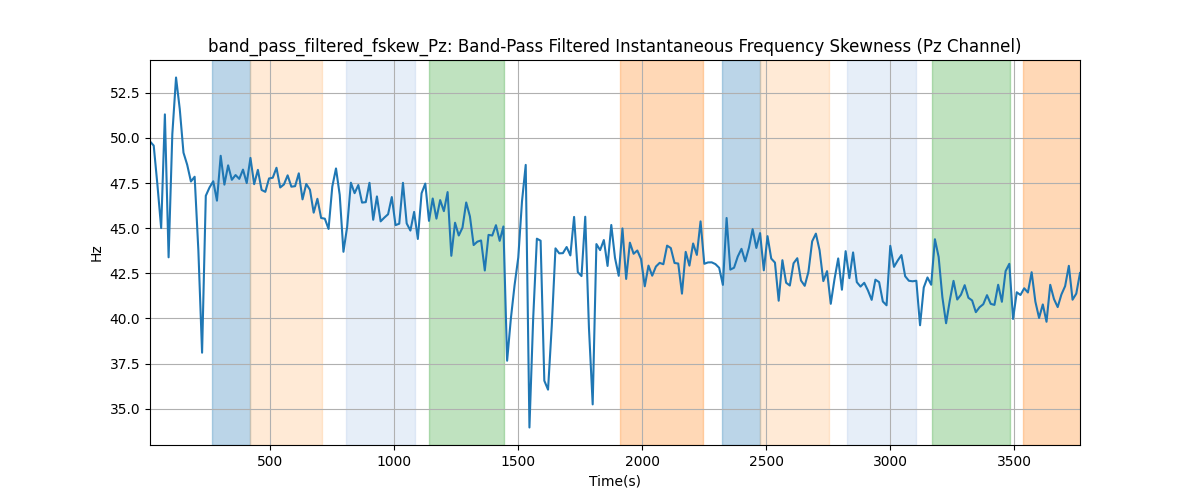 band_pass_filtered_fskew_Pz: Band-Pass Filtered Instantaneous Frequency Skewness (Pz Channel)
52.5
50.0
47.5
45.0
42.5
40.0
37.5
35.0
Hz
500 1000 1500 2000 2500 3000 3500
Time(s)